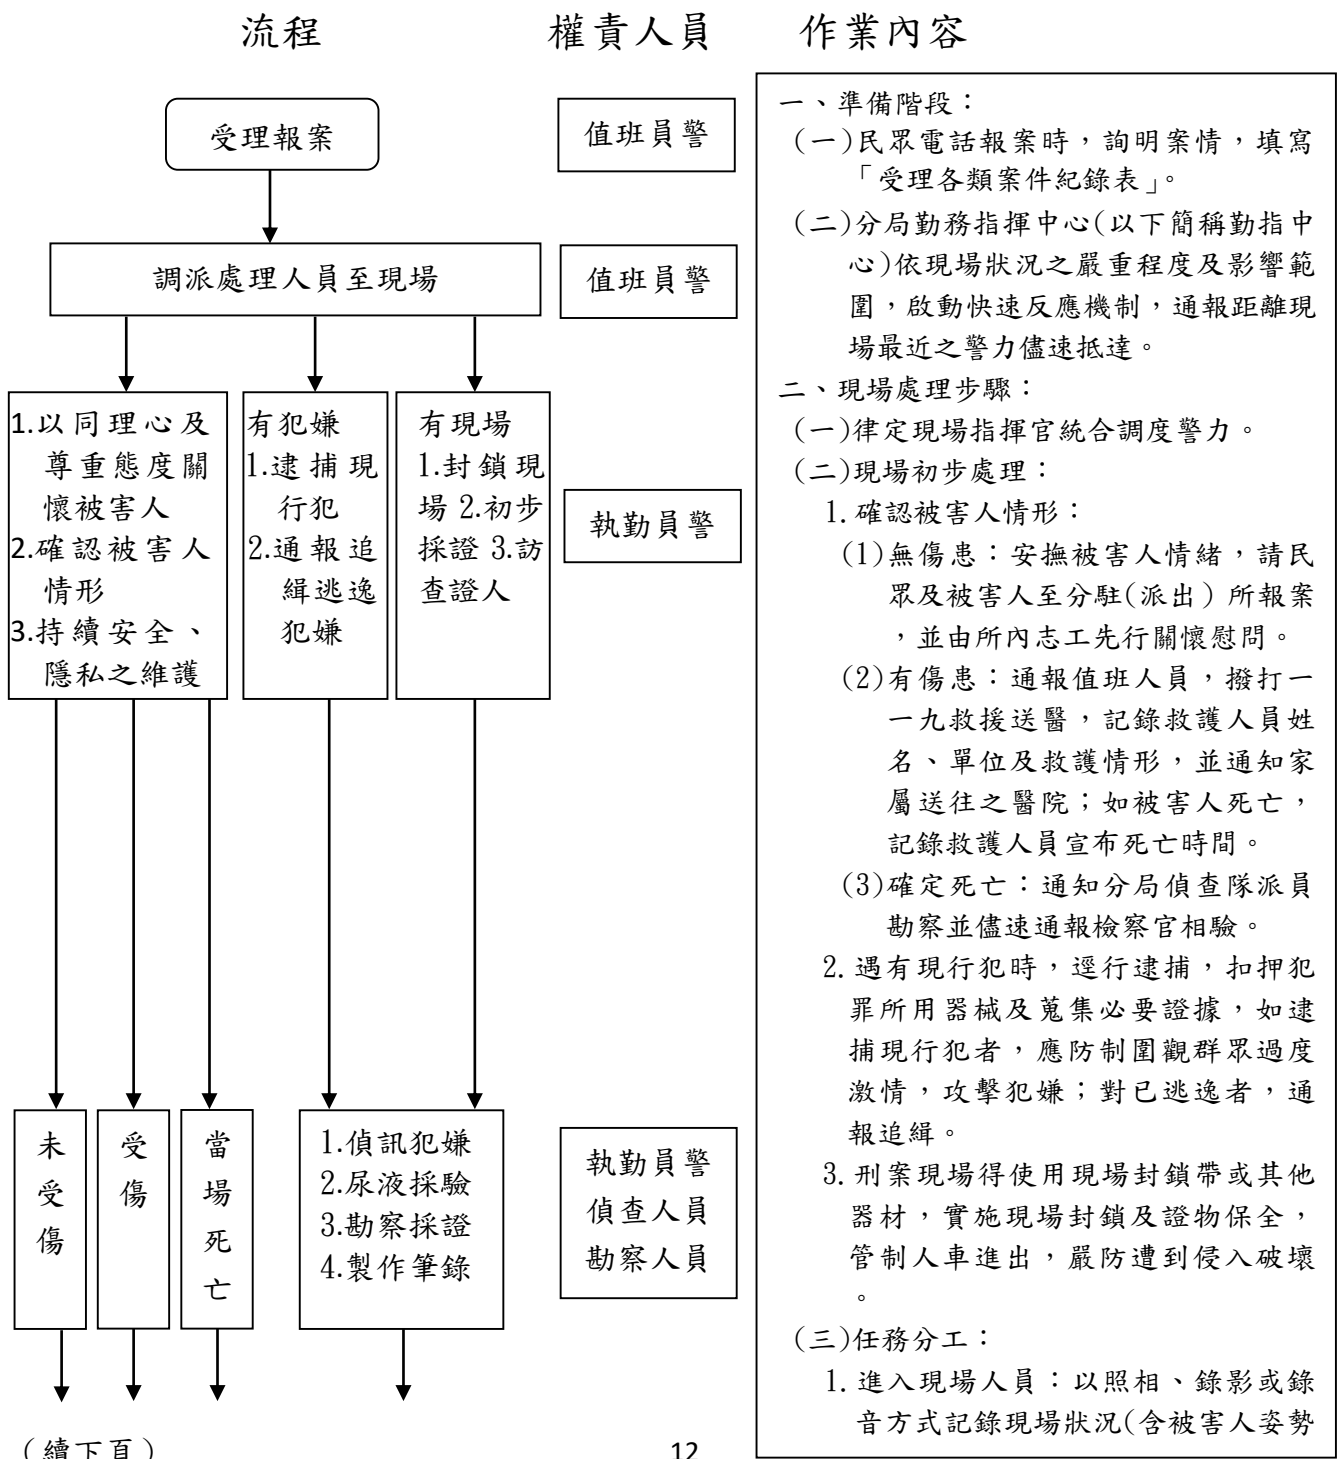 流程
權責人員
作業內容
受理報案
值班員警
調派處理人員至現場
值班員警
1.以同理心及
尊重態度關
懷被害人
2.確認被害人
情形
3.持續安全、
隱私之維護
有犯嫌
1.逮捕現
行犯
2.通報追
緝逃逸
犯嫌
有現場
1.封鎖現
場 2.初步
採證 3.訪
查證人
執勤員警
未
受
傷
受
傷
當
場
死
亡
1.偵訊犯嫌
2.尿液採驗
3.勘察採證
4.製作筆錄
執勤員警
偵查人員
勘察人員
一、準備階段：
(一)民眾電話報案時，詢明案情，填寫
「受理各類案件紀錄表」。
(二)分局勤務指揮中心(以下簡稱勤指中
心)依現場狀況之嚴重程度及影響範
圍，啟動快速反應機制，通報距離現
場最近之警力儘速抵達。
二、現場處理步驟：
(一)律定現場指揮官統合調度警力。
(二)現場初步處理：
1.確認被害人情形：
(1)無傷患：安撫被害人情緒，請民
眾及被害人至分駐(派出)所報案
，並由所內志工先行關懷慰問。
(2)有傷患：通報值班人員，撥打一
一九救援送醫，記錄救護人員姓
名、單位及救護情形，並通知家
屬送往之醫院；如被害人死亡，
記錄救護人員宣布死亡時間。
(3)確定死亡：通知分局偵查隊派員
勘察並儘速通報檢察官相驗。
2.遇有現行犯時，逕行逮捕，扣押犯
罪所用器械及蒐集必要證據，如逮
捕現行犯者，應防制圍觀群眾過度
激情，攻擊犯嫌；對已逃逸者，通
報追緝。
3.刑案現場得使用現場封鎖帶或其他
器材，實施現場封鎖及證物保全，
管制人車進出，嚴防遭到侵入破壞
。
(三)任務分工：
1.進入現場人員：以照相、錄影或錄
音方式記錄現場狀況(含被害人姿勢
（續下頁）
12